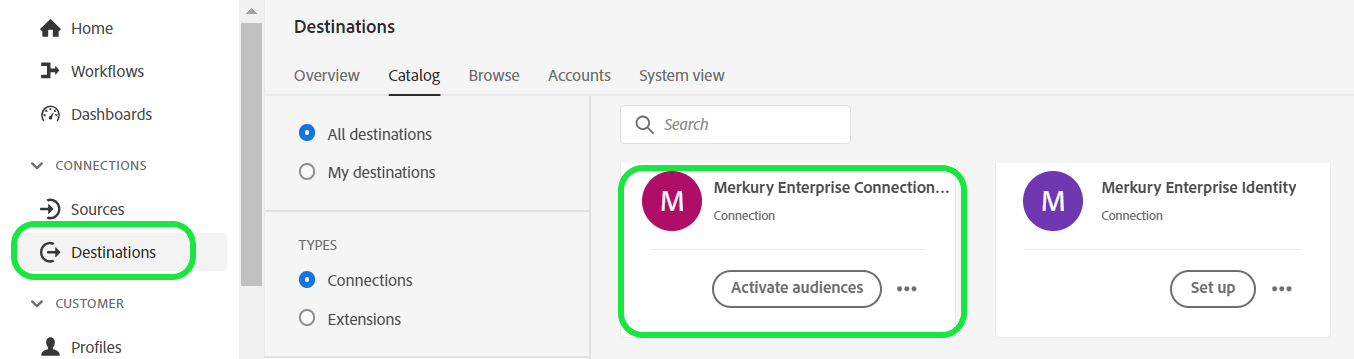 Home
Workflows
Dashboards
CONNECTIONS
Sources
Destinations
CUSTOMER
Profiles
Destinations
Overview Catalog Browse Accounts System view
All destinations
My destinations
TYPES
Connections
Extensions
Search
M
Merkury Enterprise Connection...
Connection
Activate audiences
M
Merkury Enterprise Identity
Connection
Set up